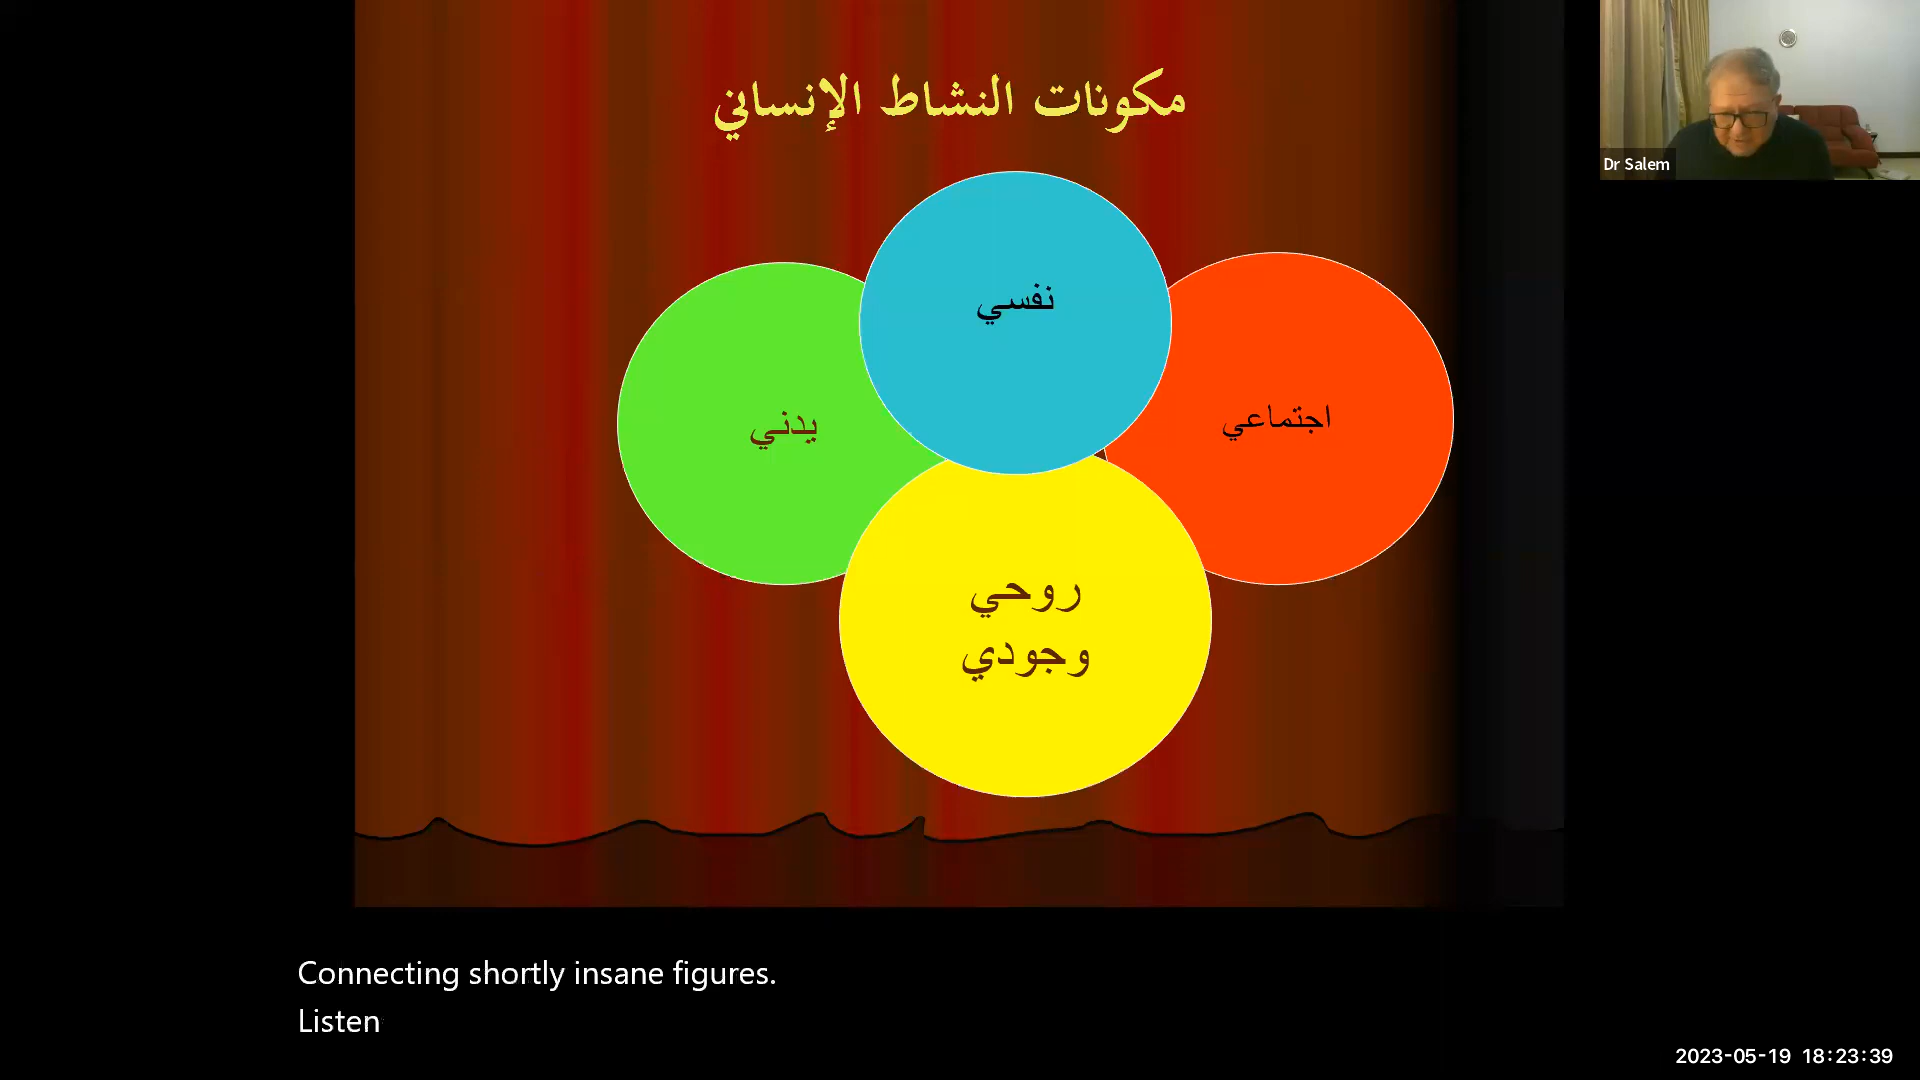 مكونات النشاط الإنساني
Dr Salem
نفسي
اجتماعي
يدني
روحي
وجودي
Connecting shortly insane figures.
Listen
2023-05-19 18:23:39